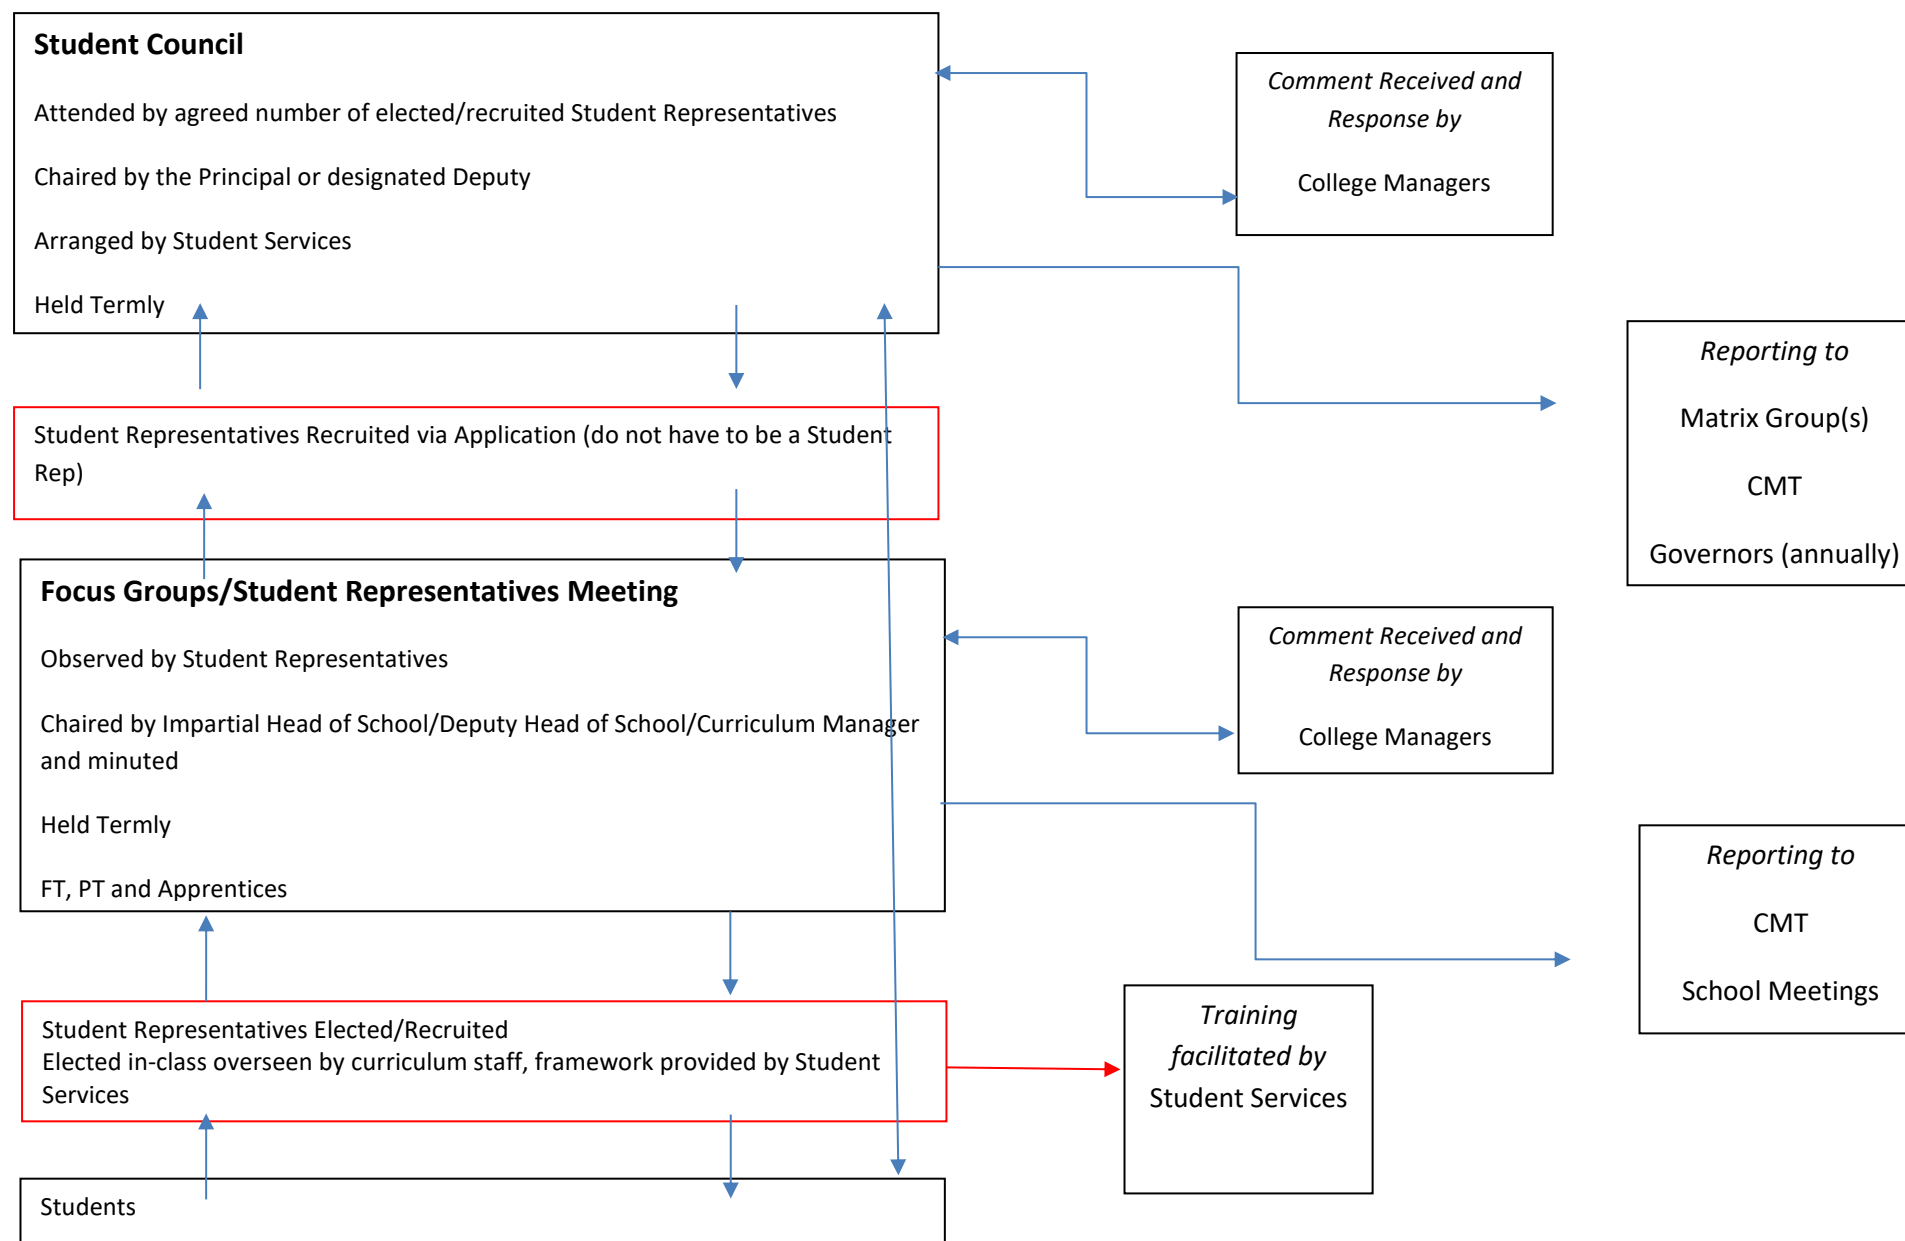 Student Council
Attended by agreed number of elected/recruited Student Representatives
Chaired by the Principal or designated Deputy
Arranged by Student Services
Held Termly
Comment Received and
Response by
College Managers
Reporting to
Matrix Group(s)
CMT
Governors (annually)
Student Representatives Recruited via Application (do not have to be a Student
Rep)
Focus Groups/Student Representatives Meeting
Observed by Student Representatives
Chaired by Impartial Head of School/Deputy Head of School/Curriculum Manager
and minuted
Held Termly
FT, PT and Apprentices
Comment Received and
Response by
College Managers
Reporting to
CMT
School Meetings
Student Representatives Elected/Recruited
Elected in-class overseen by curriculum staff, framework provided by Student
Services
Training
facilitated by
Student Services
Students